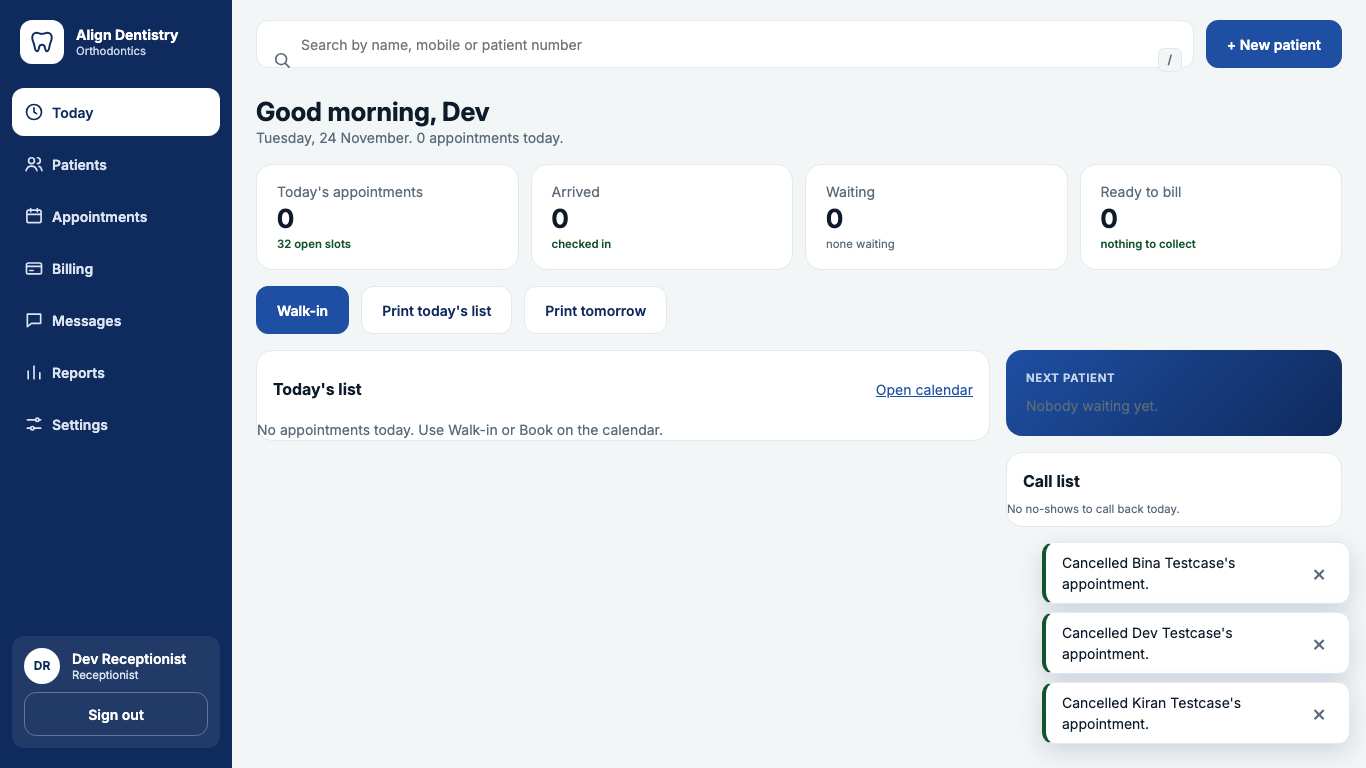 Align Dentistry
Orthodontics
Today
Patients
Appointments
Billing
Messages
Reports
Settings
DR
Dev Receptionist
Receptionist
Sign out
Search by name, mobile or patient number
/
+ New patient
Good morning, Dev
Tuesday, 24 November. 0 appointments today.
Today's appointments
0
32 open slots
Arrived
0
checked in
Waiting
0
none waiting
Ready to bill
0
nothing to collect
Walk-in
Print today's list
Print tomorrow
Today's list
Open calendar
No appointments today. Use Walk-in or Book on the calendar.
NEXT PATIENT
Nobody waiting yet.
Call list
No no-shows to call back today.
Cancelled Bina Testcase's
appointment.
Cancelled Dev Testcase's
appointment.
Cancelled Kiran Testcase's
appointment.